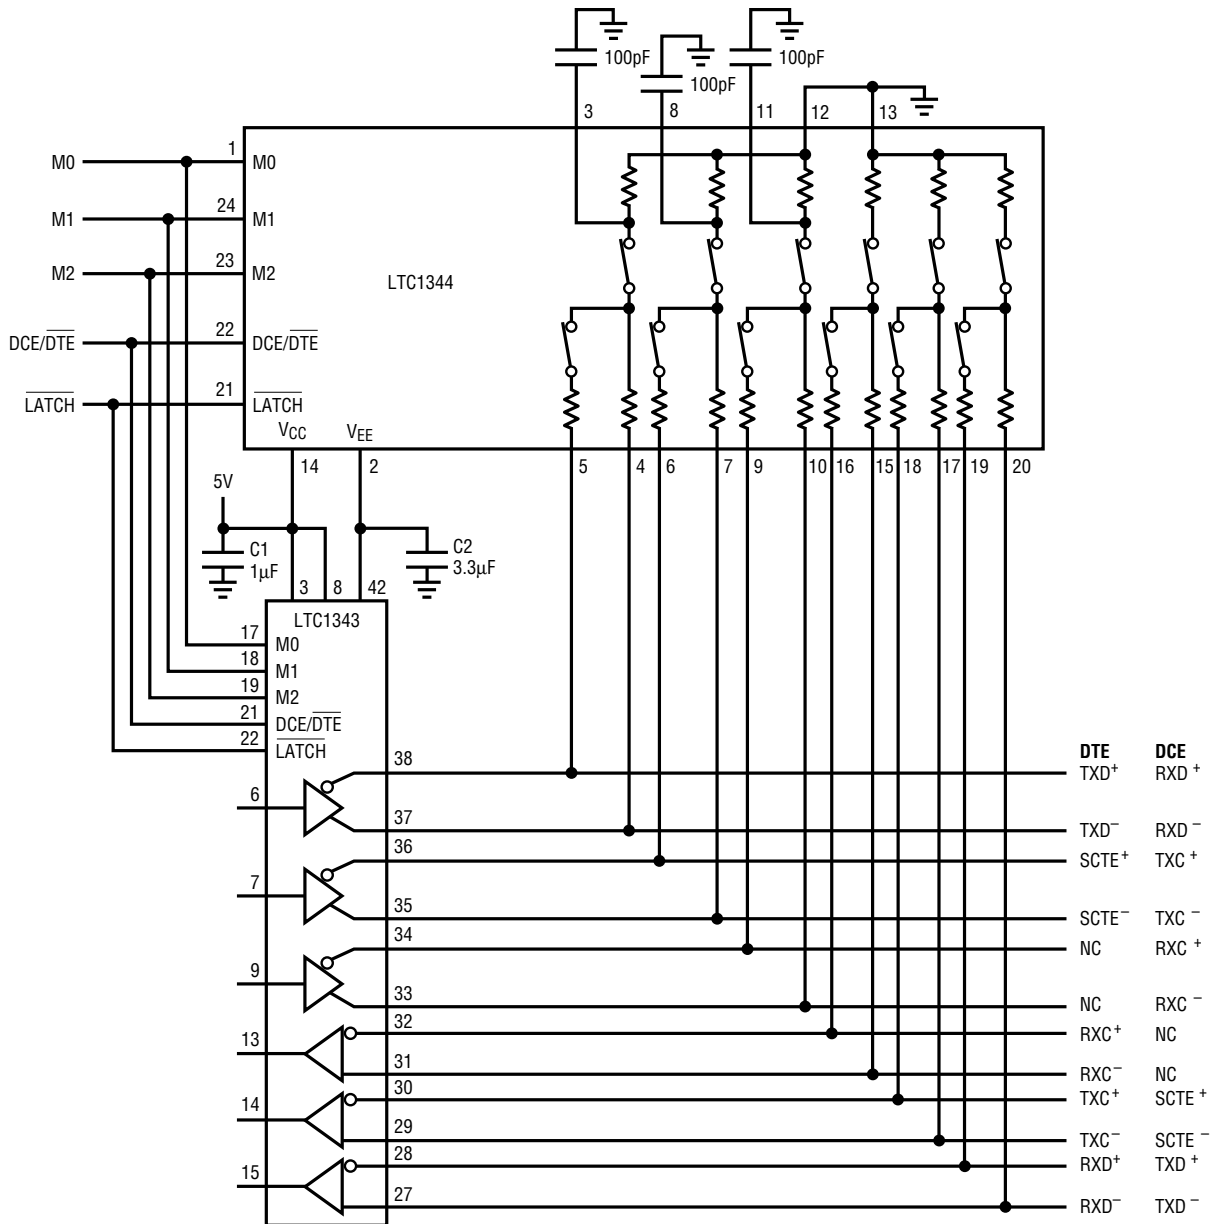 100pF
100pF
100pF
3 8 11 12 13
M0 1 M0
M1 24 M1
M2 23 M2
LTC1344
DCE/DTE 22 DCE/DTE
LATCH 21 LATCH
VCC VEE
14 2 5 4 6 7 9 10 16 15 18 17 19 20
5V
C1
1µF
C2
3.3µF
3 8 42
LTC1343
17 M0
18 M1
19 M2
21 DCE/DTE
22 LATCH
DTE DCE
38 TXD+ RXD+
6
37 TXD– RXD–
36 SCTE+ TXC+
7
35 SCTE– TXC–
34 NC RXC+
9
33 NC RXC–
32 RXC+ NC
13
31 RXC– NC
30 TXC+ SCTE+
14
29 TXC– SCTE–
28 RXD+ TXD+
15
27 RXD– TXD–